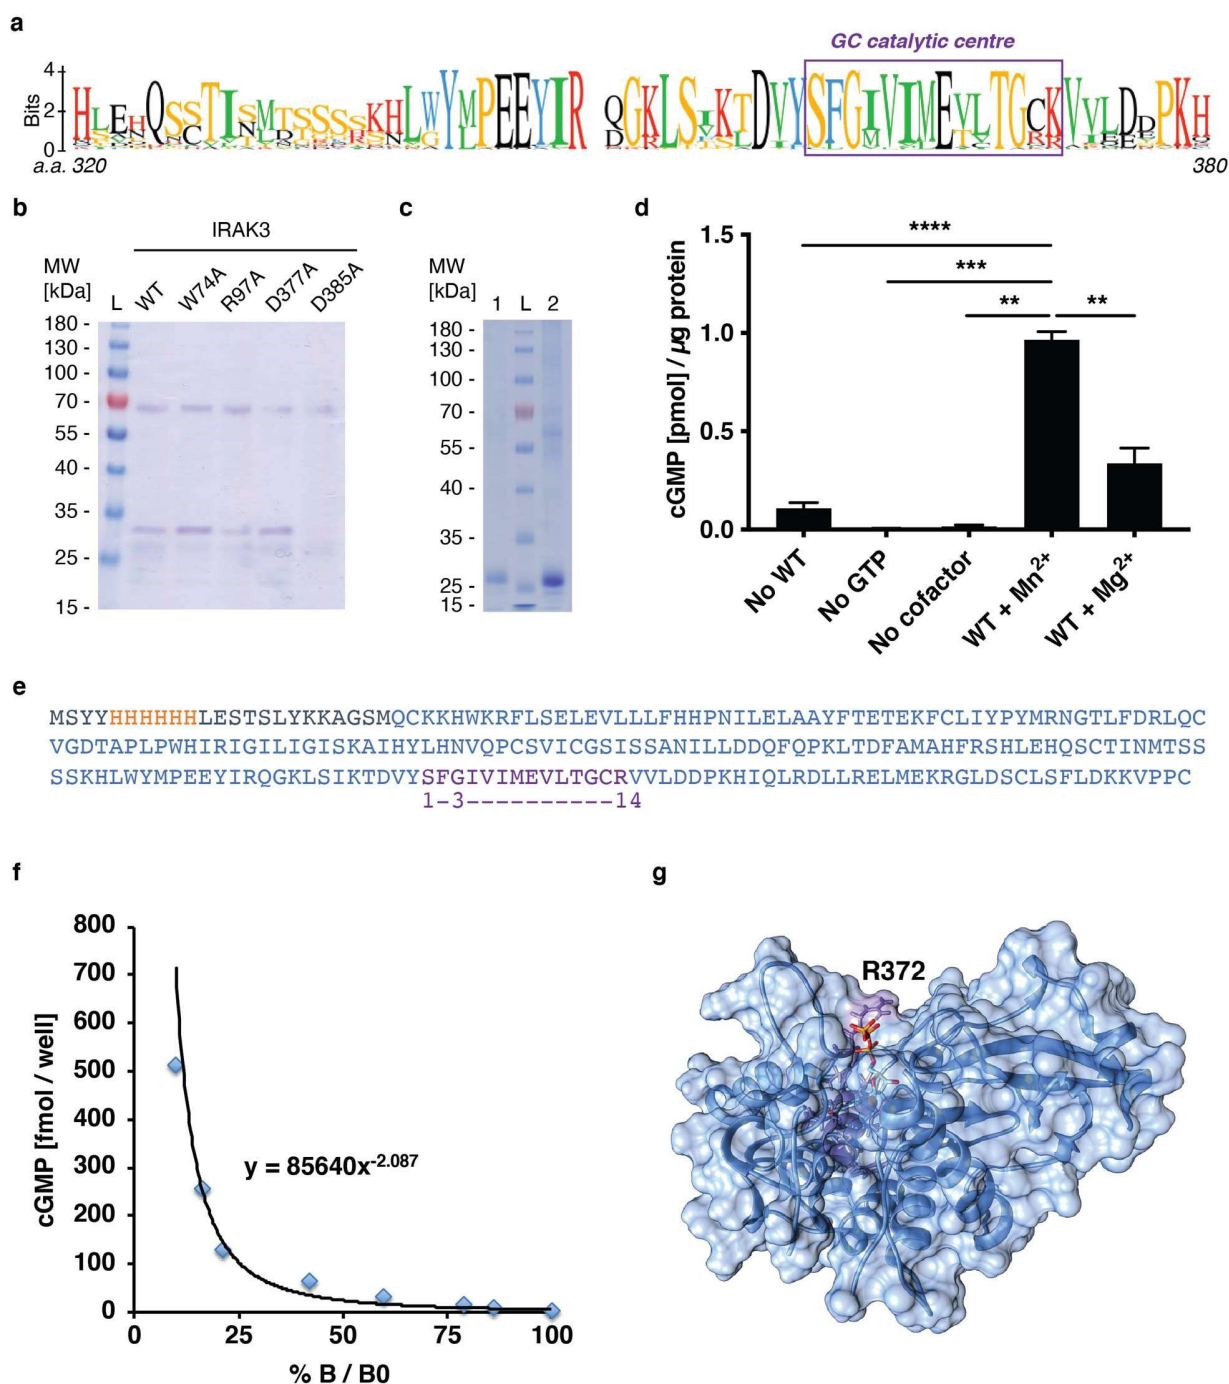 a
GC catalytic centre
Bits
4
2
0
a.a. 320
380
b
IRAK3
MW
[kDa]
L
WT
W74A
R97A
D377A
D385A
180 -
130 -
100 -
70 -
55 -
40 -
35 -
25 -
15 -
c
MW
[kDa]
1
L
2
180 -
130 -
100 -
70 -
55 -
40 -
35 -
25 -
15 -
d
cGMP [pmol] / µg protein
1.5
1.0
0.5
0.0
****
***
**
**
No WT
No GTP
No cofactor
WT + Mn²⁺
WT + Mg²⁺
e
MSYYHHHHHHLESTSLYKKAGSMQCKKHWKRFLSELEVLLLFHHPNILELAAYFTETEKFCLIYPYMRNGTLFDRLQC
VGDTAPLPWHIRIGILIGISKAIHYLHNVQPCSVICGSISSANILLDDQFQPKLTDFAMAHFRSHLEHQSCTINMTSS
SSKHLWYMPEEYIRQGKLSIKTDVYSFGIVIMEVLTGCRVVLDDPKHIQLRDLLRELMEKRGLDSCLSFLDKKVPPC
1-3----------14
f
cGMP [fmol / well]
800
700
600
500
400
300
200
100
0
y = 85640x⁻²·⁰⁸⁷
0
25
50
75
100
% B / B0
g
R372